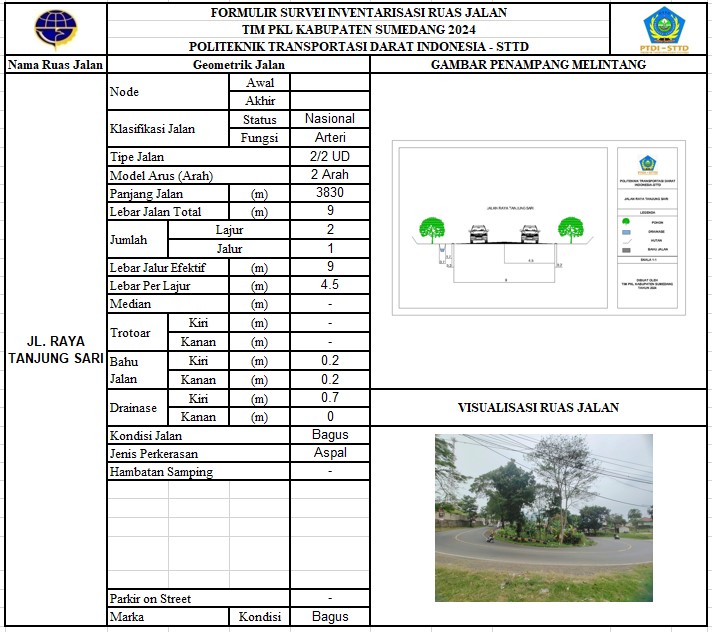 FORMULIR SURVEI INVENTARISASI RUAS JALAN
TIM PKL KABUPATEN SUMEDANG 2024
POLITEKNIK TRANSPORTASI DARAT INDONESIA - STTD
PTDI - STTD
Nama Ruas Jalan
Geometrik Jalan
GAMBAR PENAMPANG MELINTANG
JL. RAYA
TANJUNG SARI
Node
Awal
Akhir
Klasifikasi Jalan
Status Nasional
Fungsi Arteri
Tipe Jalan 2/2 UD
Model Arus (Arah) 2 Arah
Panjang Jalan (m) 3830
Lebar Jalan Total (m) 9
Jumlah
Lajur 2
Jalur 1
Lebar Jalur Efektif (m) 9
Lebar Per Lajur (m) 4.5
Median (m) -
Trotoar
Kiri (m) -
Kanan (m) -
Bahu
Jalan
Kiri (m) 0.2
Kanan (m) 0.2
Drainase
Kiri (m) 0.7
Kanan (m) 0
Kondisi Jalan Bagus
Jenis Perkerasan Aspal
Hambatan Samping -
Parkir on Street -
Marka Kondisi Bagus
JALAN RAYA TANJUNG SARI
POLITEKNIK TRANSPORTASI DARAT
INDONESIA STTD
JALAN RAYA TANJUNG SARI
LEGENDA
POHON
DRAINASE
HUTAN
BAHU JALAN
SKALA 1:1
DIBUAT OLEH
TIM PKL KABUPATEN SUMEDANG
TAHUN 2024
VISUALISASI RUAS JALAN